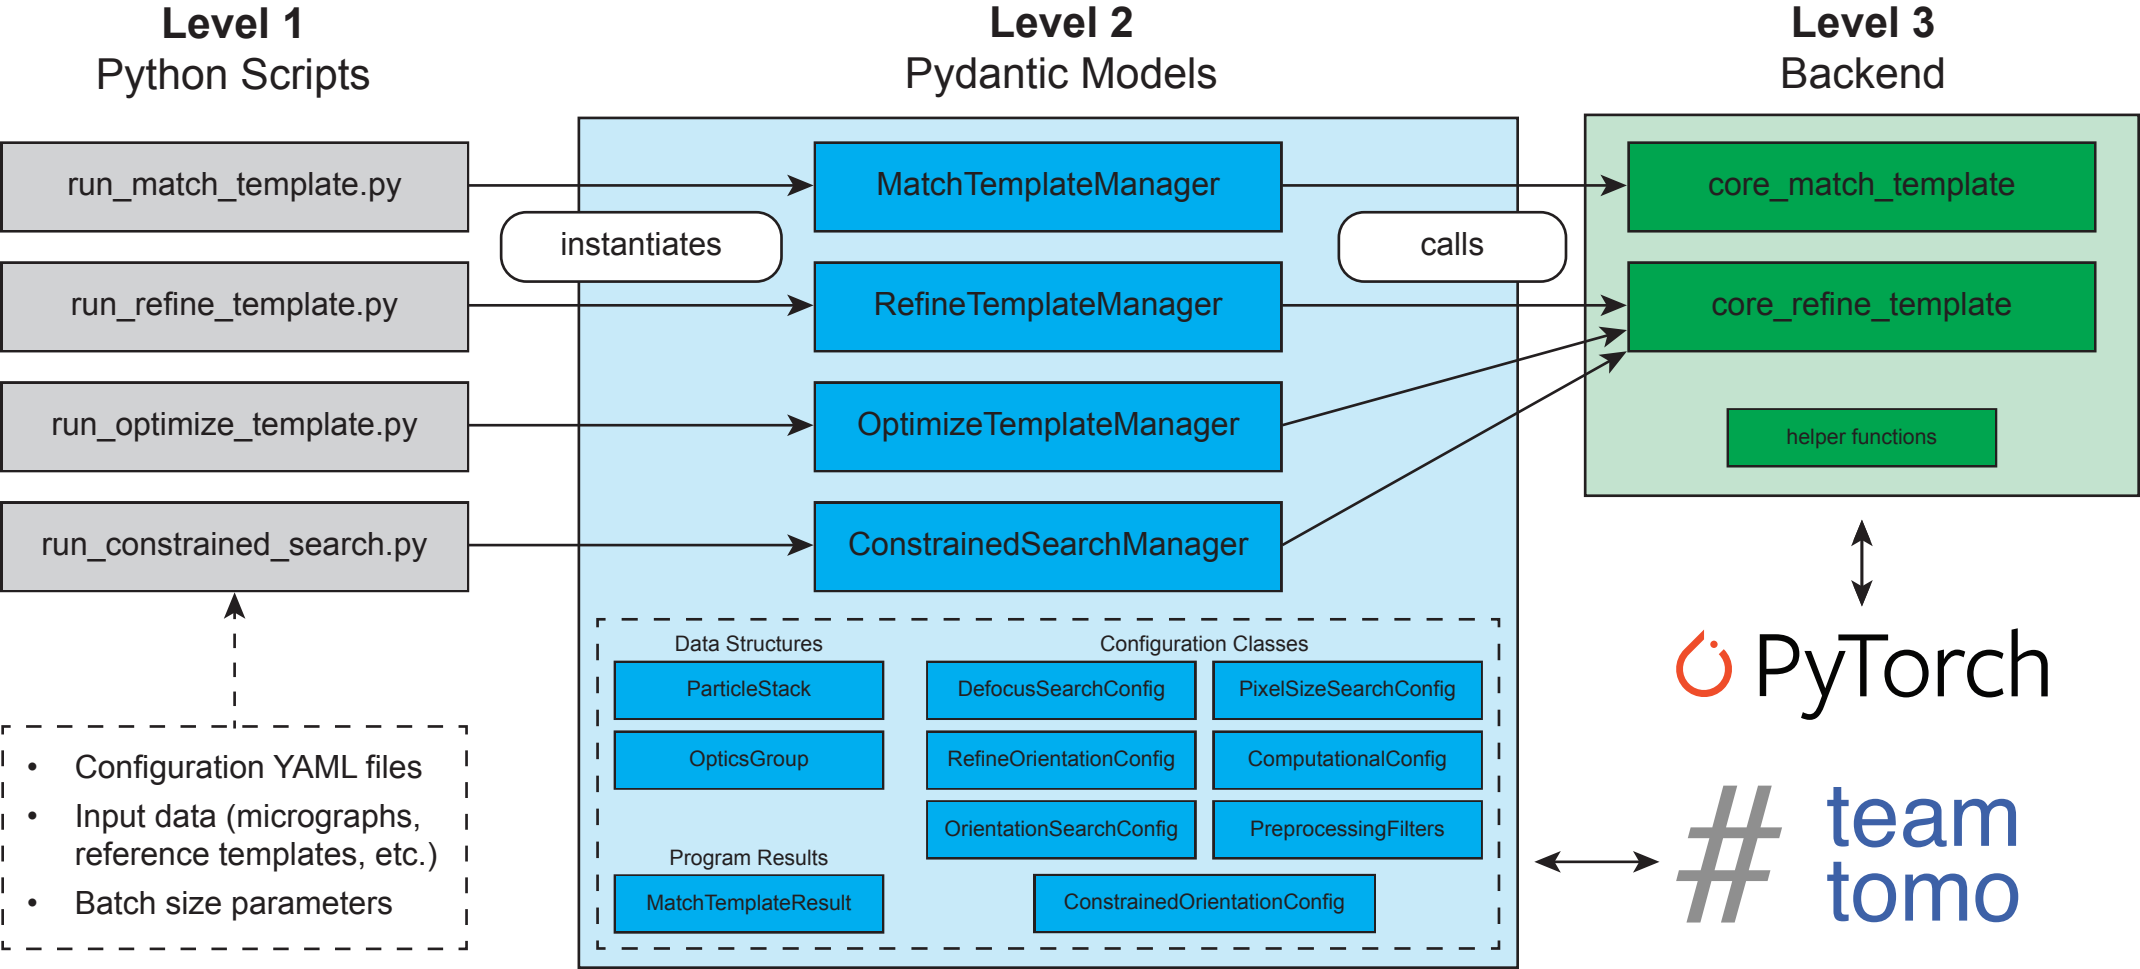 Level 1
Python Scripts
Level 2
Pydantic Models
Level 3
Backend
run_match_template.py
MatchTemplateManager
core_match_template
instantiates
calls
run_refine_template.py
RefineTemplateManager
core_refine_template
run_optimize_template.py
OptimizeTemplateManager
helper functions
run_constrained_search.py
ConstrainedSearchManager
Data Structures
Configuration Classes
ParticleStack
DefocusSearchConfig
PixelSizeSearchConfig
OpticsGroup
RefineOrientationConfig
ComputationalConfig
OrientationSearchConfig
PreprocessingFilters
Program Results
MatchTemplateResult
ConstrainedOrientationConfig
• Configuration YAML files
• Input data (micrographs,
reference templates, etc.)
• Batch size parameters
PyTorch
# team
tomo